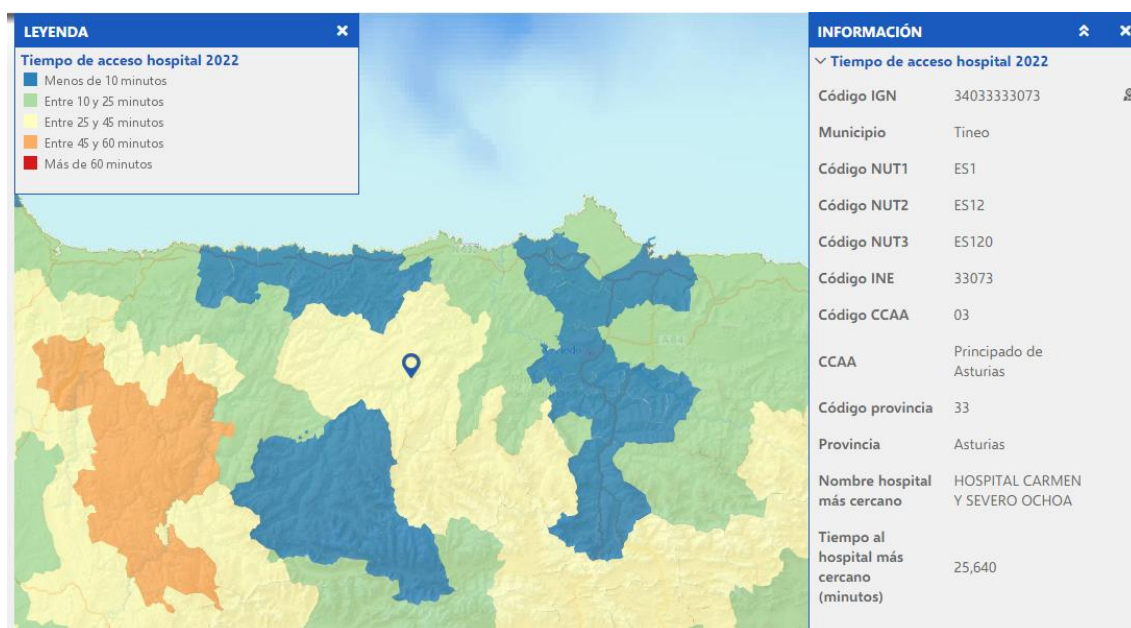 LEYENDA
Tiempo de acceso hospital 2022
Menos de 10 minutos
Entre 10 y 25 minutos
Entre 25 y 45 minutos
Entre 45 y 60 minutos
Más de 60 minutos
INFORMACIÓN
Tiempo de acceso hospital 2022
Código IGN 34033333073
Municipio Tineo
Código NUT1 ES1
Código NUT2 ES12
Código NUT3 ES120
Código INE 33073
Código CCAA 03
CCAA Principado de
Asturias
Código provincia 33
Provincia Asturias
Nombre hospital HOSPITAL CARMEN
más cercano Y SEVERO OCHOA
Tiempo al
hospital más
cercano 25,640
(minutos)